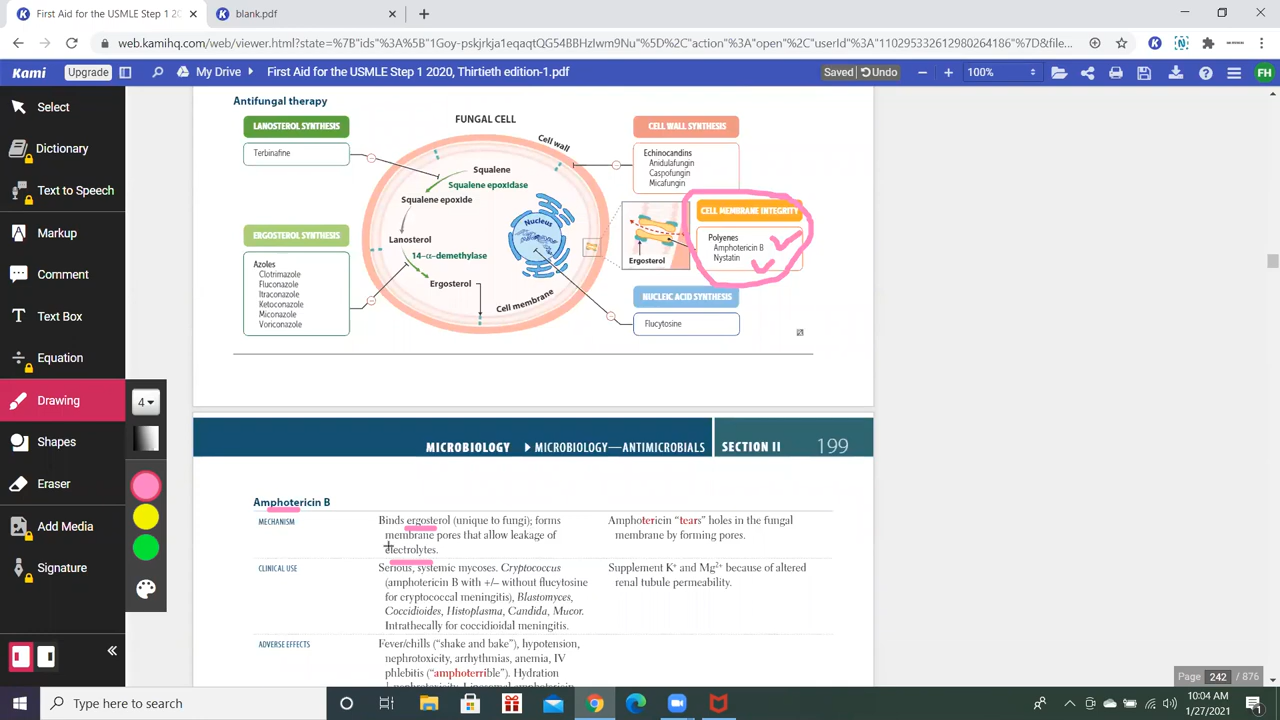 First Aid for the USMLE Step 1 20
blank.pdf
web.kamihq.com/web/viewer.html?state=%7B"ids"%3A%5B"1Goy-pskjrkja1eqaqtQG54BBHzlwm9Nu"%5D%2C"action"%3A"open"%2C"userId"%3A"110295332612980264186"%7D&file...
Kami Upgrade My Drive First Aid for the USMLE Step 1 2020, Thirtieth edition-1.pdf Saved Undo 100% FH
Select
Dictionary
Text to Speech
Markup
Comment
Text Box
Equation
Drawing
Shapes
Eraser
Add Media
Signature
4
Antifungal therapy
FUNGAL CELL
LANOSTEROL SYNTHESIS
Terbinafine
ERGOSTEROL SYNTHESIS
Azoles
Clotrimazole
Fluconazole
Itraconazole
Ketoconazole
Miconazole
Voriconazole
Cell wall
Squalene
Squalene epoxidase
Squalene epoxide
Lanosterol
14-α-demethylase
Ergosterol
Nucleus
Cell membrane
Ergosterol
CELL WALL SYNTHESIS
Echinocandins
Anidulafungin
Caspofungin
Micafungin
CELL MEMBRANE INTEGRITY
Polyenes
Amphotericin B
Nystatin
NUCLEIC ACID SYNTHESIS
Flucytosine
MICROBIOLOGY MICROBIOLOGY—ANTIMICROBIALS SECTION II 199
Amphotericin B
MECHANISM
Binds ergosterol (unique to fungi); forms
membrane pores that allow leakage of
electrolytes.
Amphotericin “tears” holes in the fungal
membrane by forming pores.
CLINICAL USE
Serious, systemic mycoses. Cryptococcus
(amphotericin B with +/– without flucytosine
for cryptococcal meningitis), Blastomyces,
Coccidioides, Histoplasma, Candida, Mucor.
Intrathecally for coccidioidal meningitis.
Supplement K+ and Mg2+ because of altered
renal tubule permeability.
ADVERSE EFFECTS
Fever/chills (“shake and bake”), hypotension,
nephrotoxicity, arrhythmias, anemia, IV
phlebitis (“amphoterrible”). Hydration
Page 242 / 876
Type here to search
10:04 AM
1/27/2021